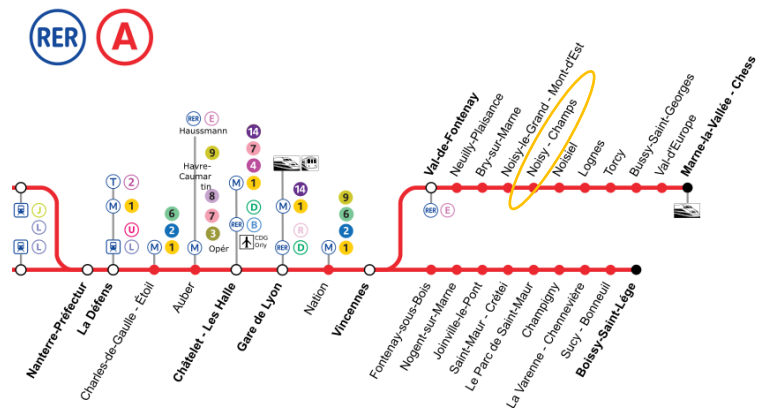 RER A
RER E
Haussmann
9
Havre-
Caumar
tin
8
7
3
Opér
M
14
7
4
M 1
D
RER B
CDG
Orly
14
M 1
R
RER D
9
6
2
M 1
T 2
M 1
U
L
6
2
M 1
J
L
L
RER E
Val-de-Fontenay
Neuilly-Plaisance
Bry-sur-Marne
Noisy-le-Grand - Mont-d'Est
Noisy - Champs
Noisiel
Lognes
Torcy
Bussy-Saint-Georges
Val-d'Europe
Marne-la-Vallée - Chess
Nanterre-Préfectur
La Défens
Charles-de-Gaulle - Étoil
Auber
Châtelet - Les Halle
Gare de Lyon
Nation
Vincennes
Fontenay-sous-Bois
Nogent-sur-Marne
Joinville-le-Pont
Saint-Maur - Crétei
Le Parc de Saint-Maur
Champigny
La Varenne - Chennevière
Sucy - Bonneuil
Boissy-Saint-Lége